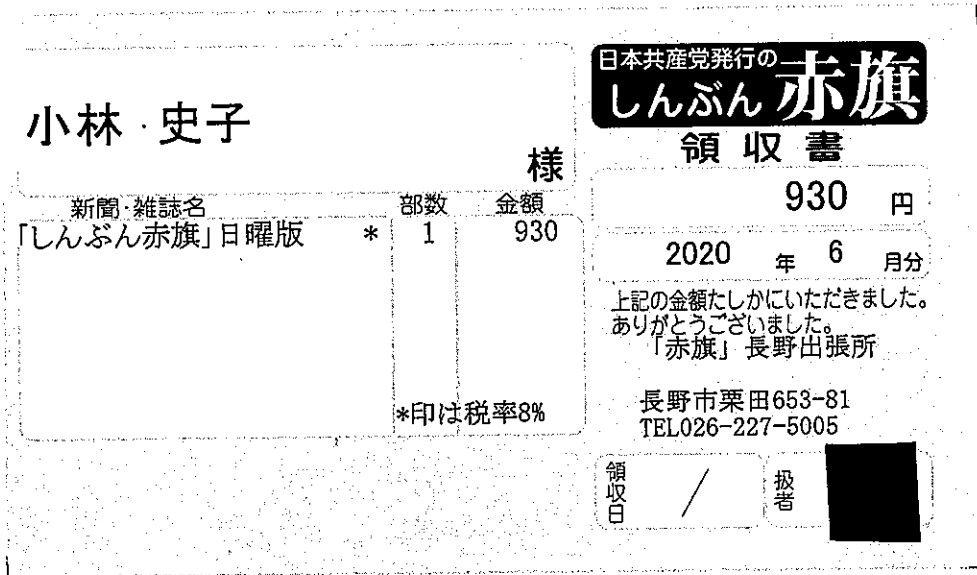 小林 史子
様
新聞・雑誌名 部数 金額
「しんぶん赤旗」日曜版 * 1 930
*印は税率8%
日本共産党発行の
しんぶん赤旗
領収書
930 円
2020 年 6 月分
上記の金額たしかにいただきました。
ありがとうございました。
「赤旗」長野出張所
長野市栗田653-81
TEL026-227-5005
領収日 /
扱者